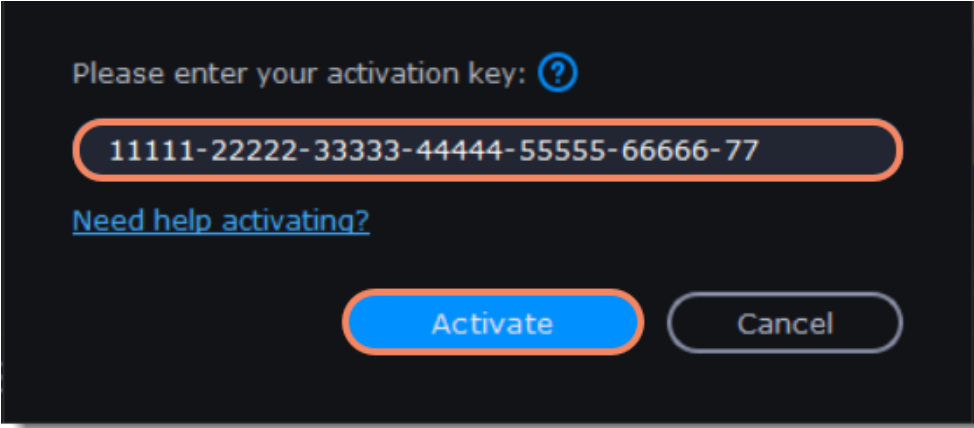 Please enter your activation key: ?
11111-22222-33333-44444-55555-66666-77
Need help activating?
Activate Cancel